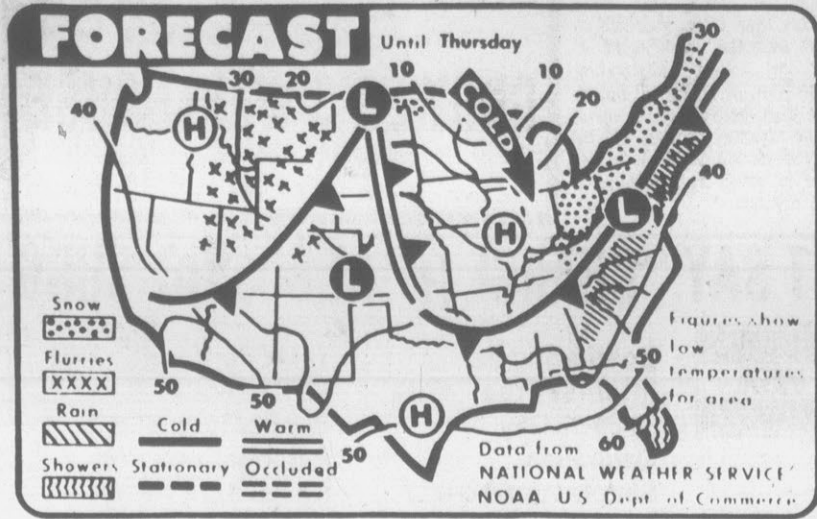 FORECAST
Until Thursday
30
30 20 10 10
COLD
40 20
40
L
H
L
H
L
Snow
Flurries
XXXX
Rain
Showers
Cold Warm
Stationary Occluded
50
50
50
H
50
60
Figures show
low
temperatures
for area
Data from
NATIONAL WEATHER SERVICE
NOAA U S Dept of Commerce